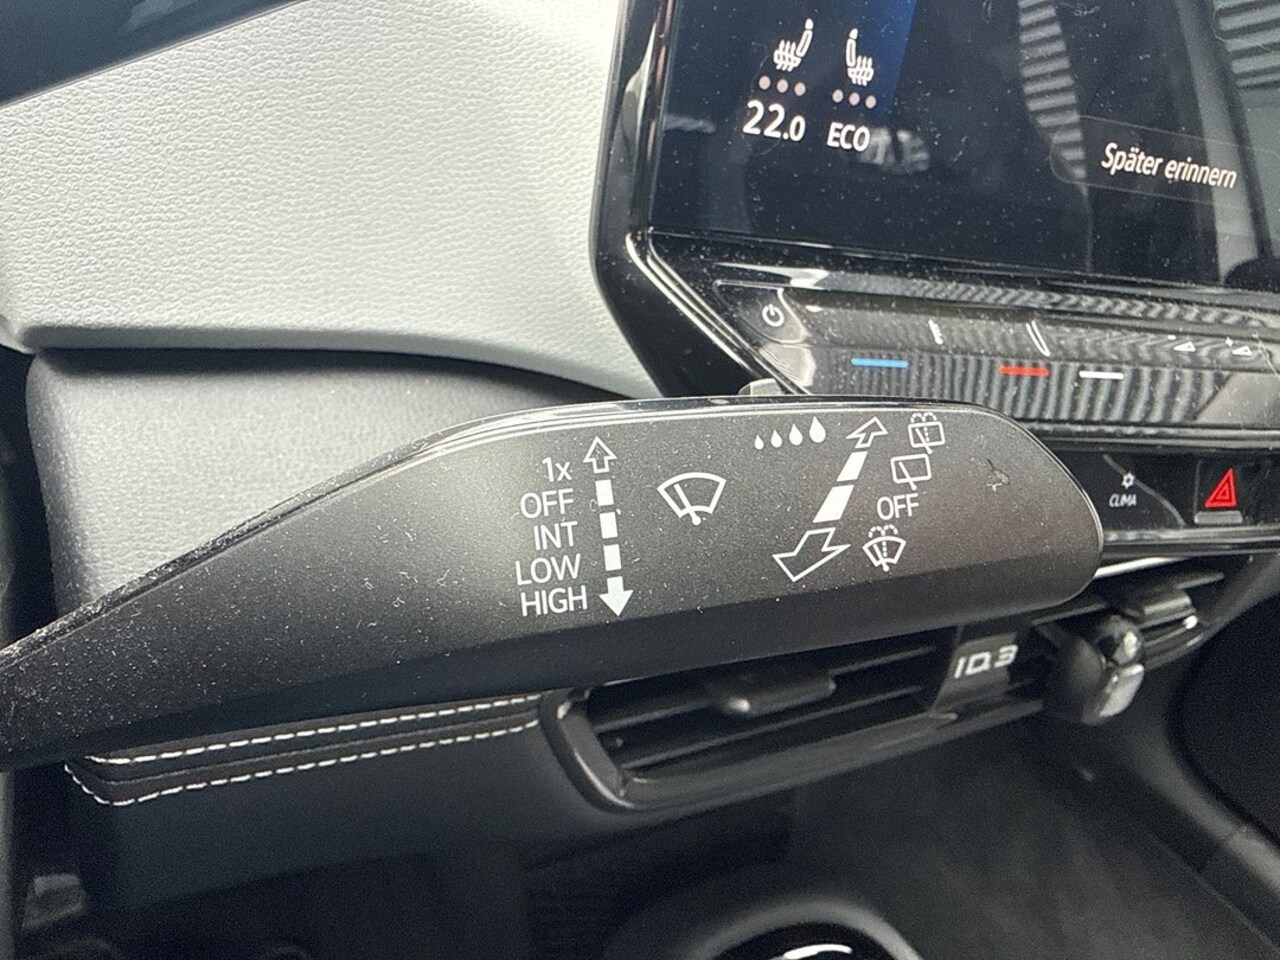 22.0 ECO
Später erinnern
1x
OFF
INT
LOW
HIGH
OFF
CLIMA
ID.3